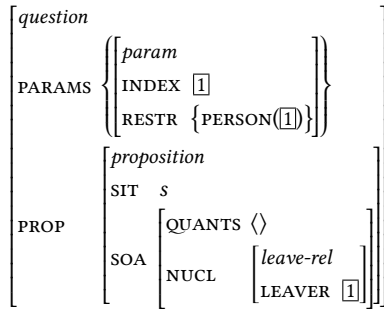 question
PARAMS { [ param
INDEX 1
RESTR {PERSON(1)} ] }
PROP [ proposition
SIT s
SOA [ QUANTS ⟨⟩
NUCL [ leave-rel
LEAVER 1 ] ] ]